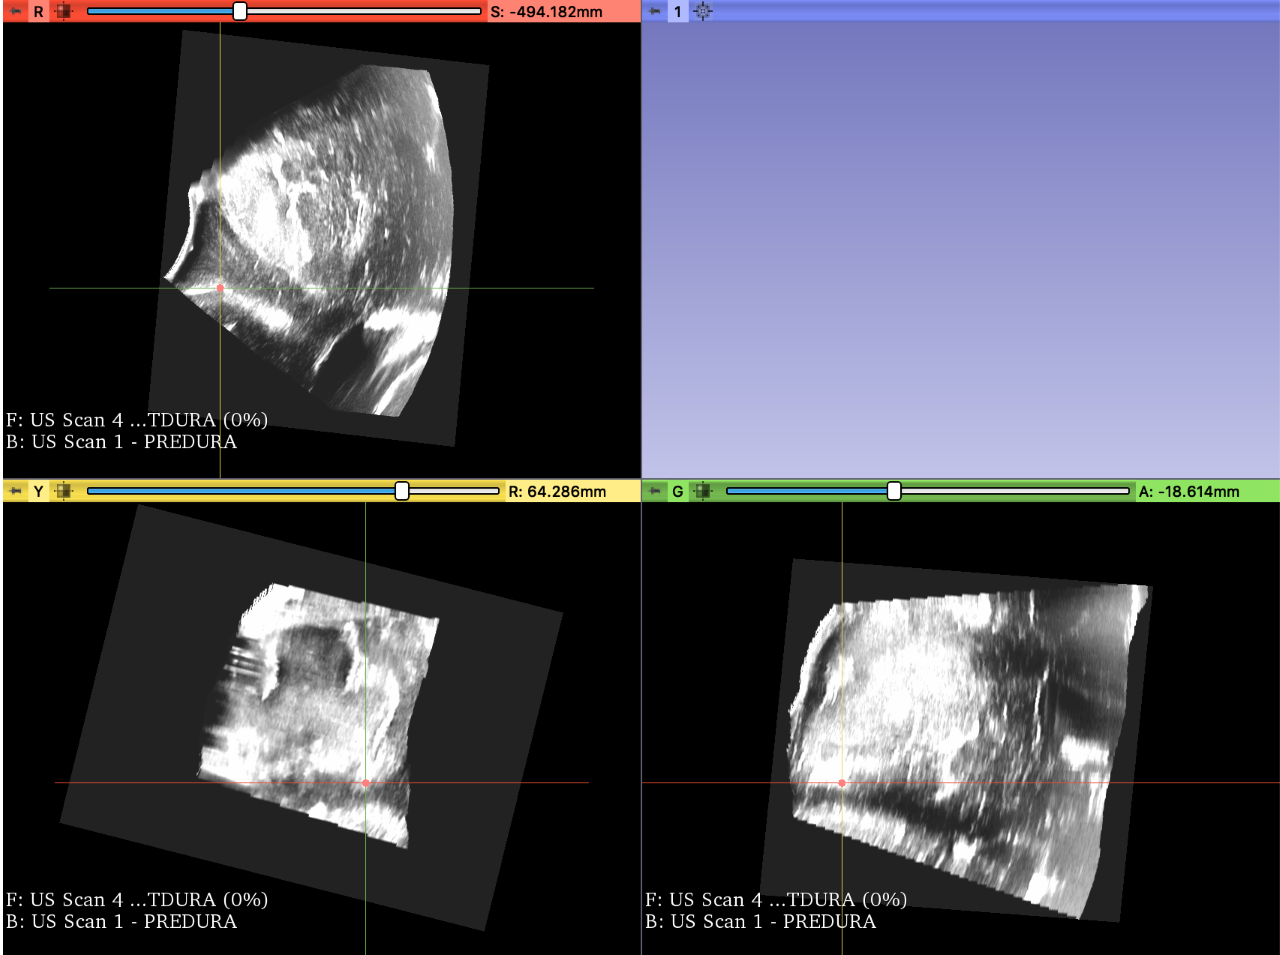 R S: -494.182mm
1
F: US Scan 4 ...TDURA (0%)
B: US Scan 1 - PREDURA
Y R: 64.286mm
G A: -18.614mm
F: US Scan 4 ...TDURA (0%)
B: US Scan 1 - PREDURA
F: US Scan 4 ...TDURA (0%)
B: US Scan 1 - PREDURA